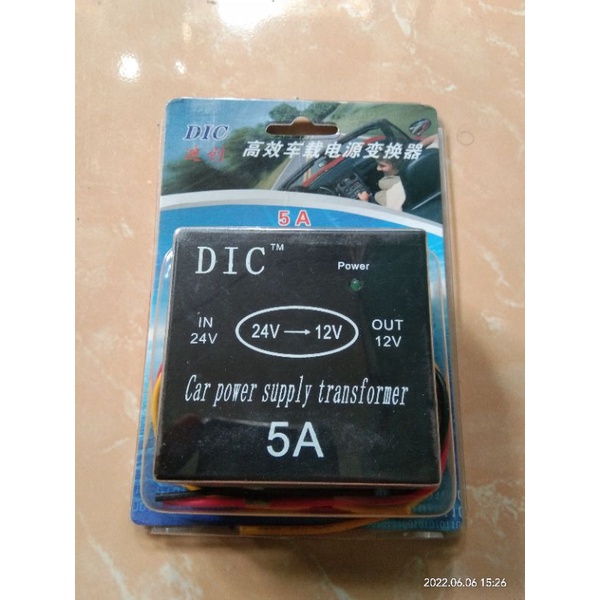 DIC
高效车载电源变换器
5A
DIC™
Power
IN
24V
24V→12V
OUT
12V
Car power supply transformer
5A
2022.06.06 15:26